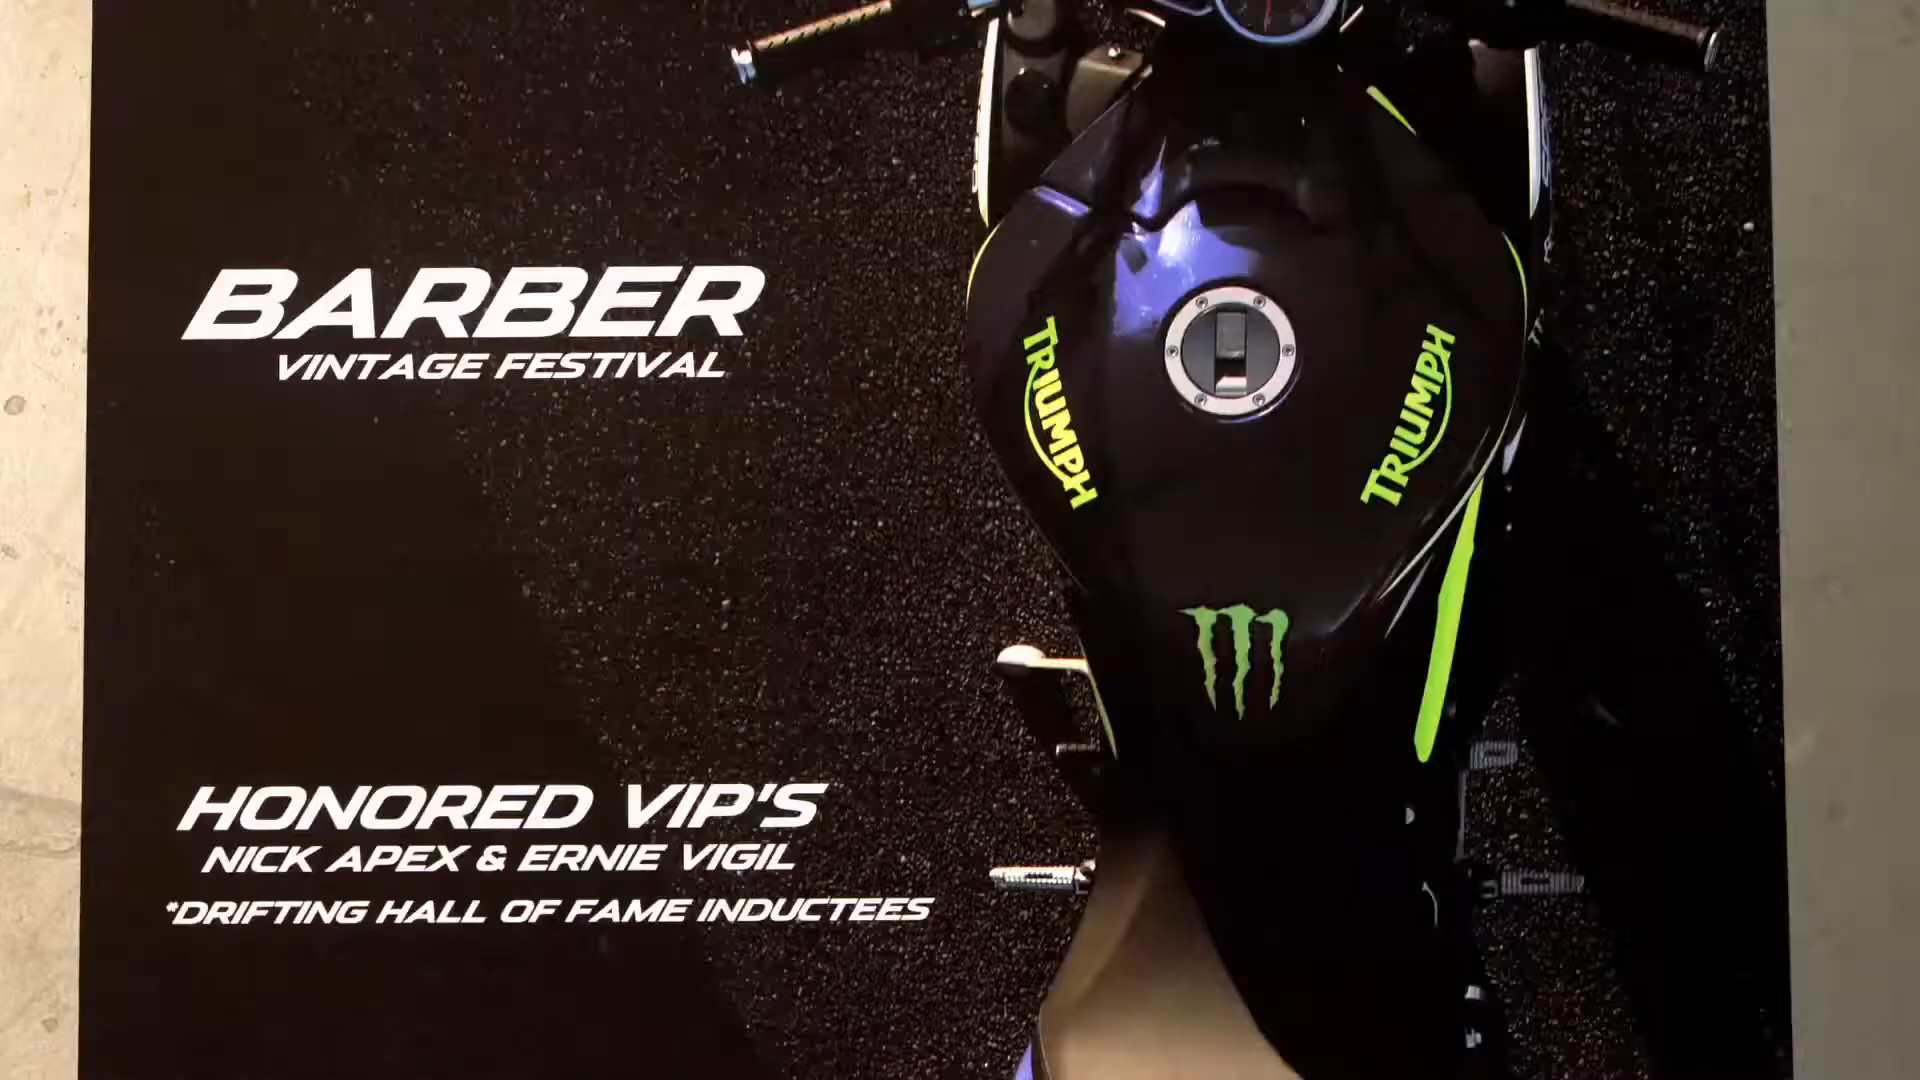 BARBER
VINTAGE FESTIVAL
TRIUMPH
TRIUMPH
HONORED VIP'S
NICK APEX & ERNIE VIGIL
*DRIFTING HALL OF FAME INDUCTEES